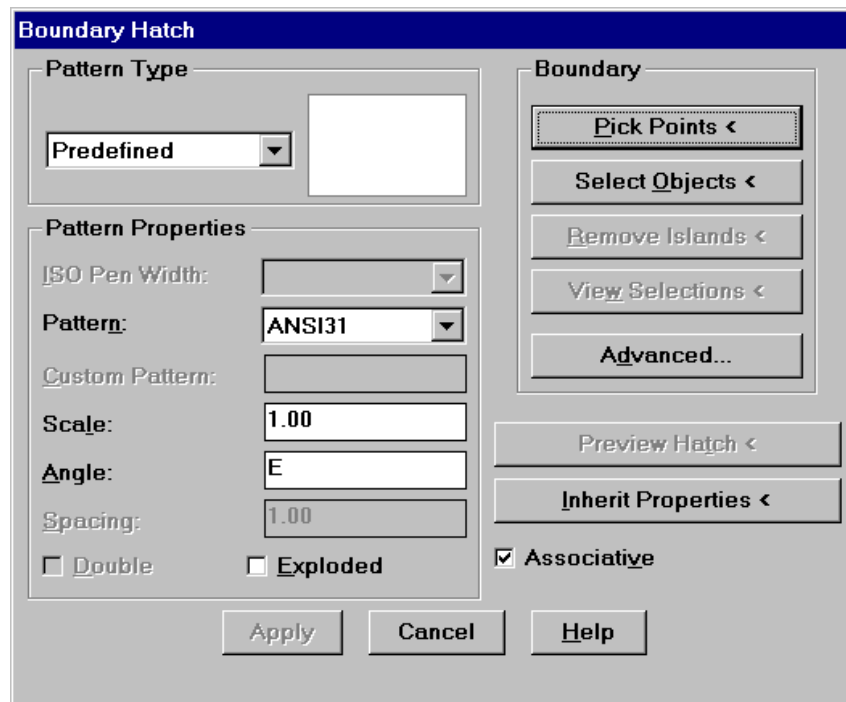 Boundary Hatch
Pattern Type
Predefined
Pattern Properties
ISO Pen Width:
Pattern: ANSI31
Custom Pattern:
Scale: 1.00
Angle: E
Spacing: 1.00
Double Exploded
Boundary
Pick Points <
Select Objects <
Remove Islands <
View Selections <
Advanced...
Preview Hatch <
Inherit Properties <
Associative
Apply Cancel Help